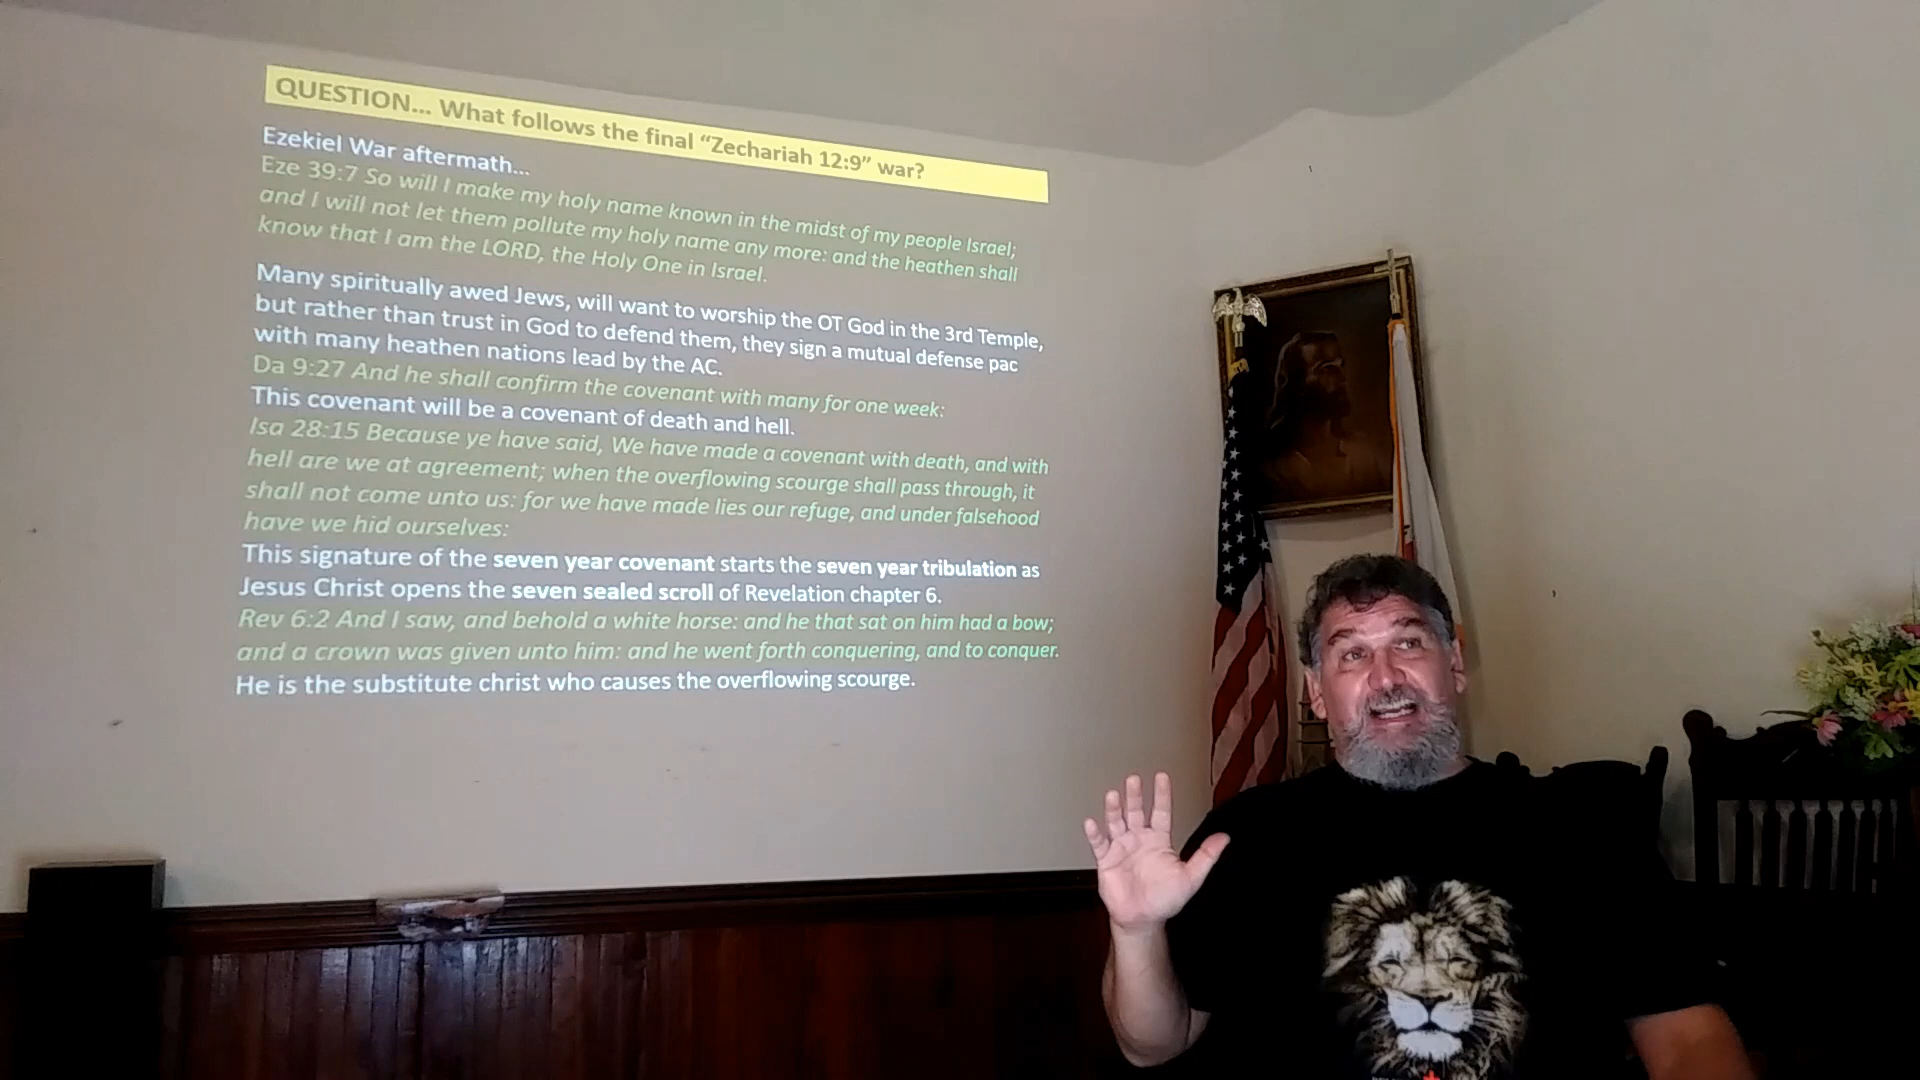 QUESTION... What follows the final “Zechariah 12:9” war?
Ezekiel War aftermath...
Eze 39:7 So will I make my holy name known in the midst of my people Israel;
and I will not let them pollute my holy name any more: and the heathen shall
know that I am the LORD, the Holy One in Israel.
Many spiritually awed Jews, will want to worship the OT God in the 3rd Temple,
but rather than trust in God to defend them, they sign a mutual defense pac
with many heathen nations lead by the AC.
Da 9:27 And he shall confirm the covenant with many for one week:
This covenant will be a covenant of death and hell.
Isa 28:15 Because ye have said, We have made a covenant with death, and with
hell are we at agreement; when the overflowing scourge shall pass through, it
shall not come unto us: for we have made lies our refuge, and under falsehood
have we hid ourselves:
This signature of the seven year covenant starts the seven year tribulation as
Jesus Christ opens the seven sealed scroll of Revelation chapter 6.
Rev 6:2 And I saw, and behold a white horse: and he that sat on him had a bow;
and a crown was given unto him: and he went forth conquering, and to conquer.
He is the substitute christ who causes the overflowing scourge.